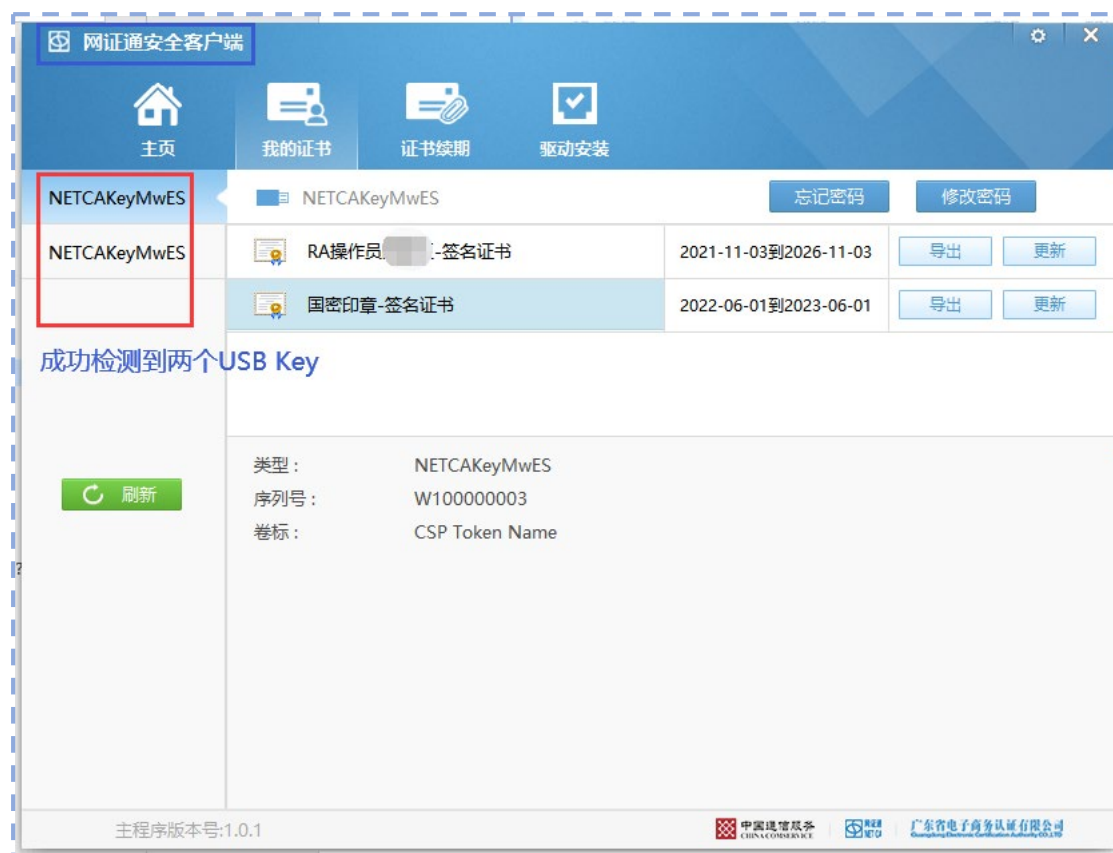 网证通安全客户端
主页 我的证书 证书续期 驱动安装
NETCAKeyMwES NETCAKeyMwES 忘记密码 修改密码
NETCAKeyMwES RA操作员 -签名证书 2021-11-03到2026-11-03 导出 更新
国密印章-签名证书 2022-06-01到2023-06-01 导出 更新
成功检测到两个USB Key
类型: NETCAKeyMwES
刷新
序列号: W100000003
卷标: CSP Token Name
主程序版本号:1.0.1
中国通信服务
CHINA COMSERVICE
网证通
NETCA
广东省电子商务认证有限公司